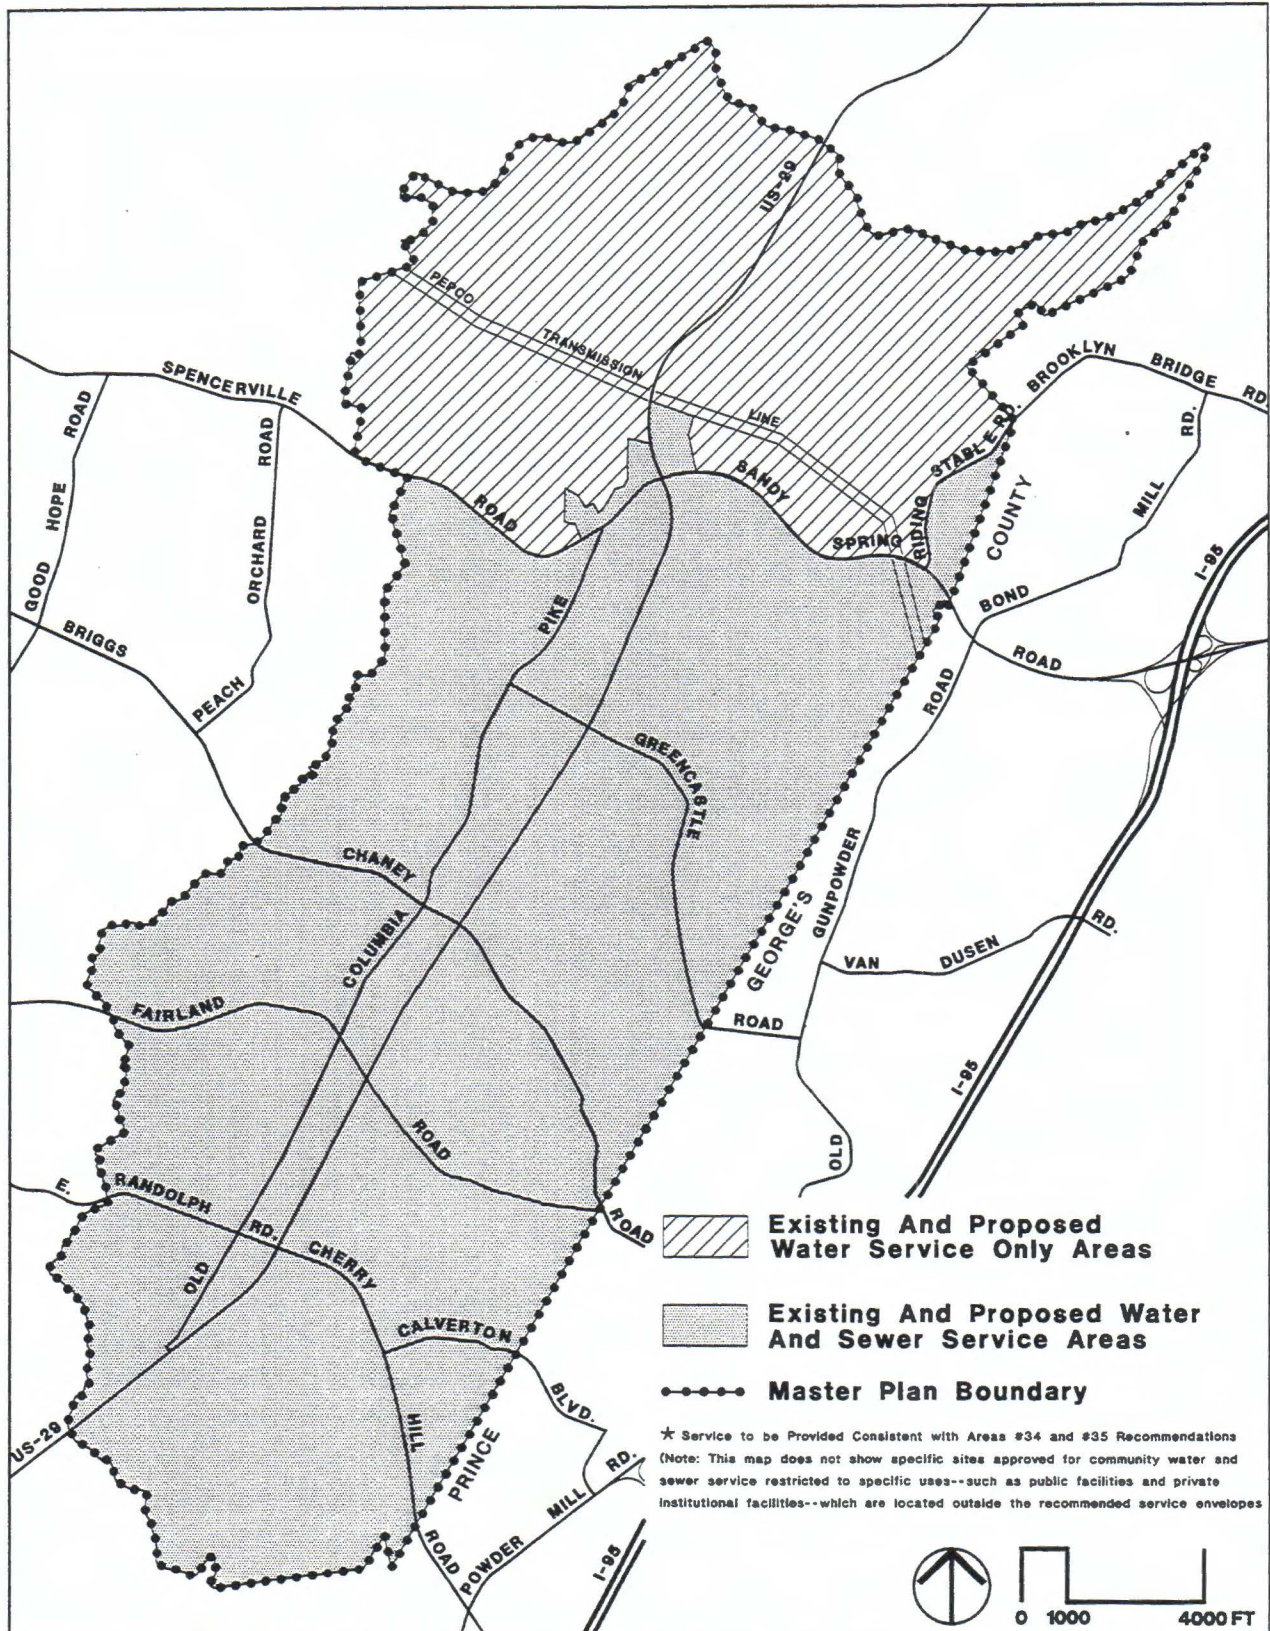 US-29
PEPCO
TRANSMISSION
LINE
SPENCERVILLE
ROAD
ROAD
ROAD
GOOD HOPE
ORCHARD
BRIGGS
PEACH
SANDY
SPRING
RIDING
STABLE RD.
BROOKLYN
BRIDGE
RD.
RD.
MILL
COUNTY
BOND
ROAD
ROAD
I-95
PIKE
GREENCASTLE
CHANEY
COLUMBIA
GUNPOWDER
GEORGE'S
VAN
DUSEN
RD.
ROAD
FAIRLAND
ROAD
I-95
OLD
E.
RANDOLPH
RD.
CHERRY
OLD
ROAD
CALVERTON
BLVD.
HILL
US-29
PRINCE
RD.
MILL
POWDER
ROAD
I-95
Existing And Proposed
Water Service Only Areas
Existing And Proposed Water
And Sewer Service Areas
Master Plan Boundary
* Service to be Provided Consistent with Areas #34 and #35 Recommendations
(Note: This map does not show specific sites approved for community water and
sewer service restricted to specific uses--such as public facilities and private
institutional facilities--which are located outside the recommended service envelopes
0 1000 4000 FT